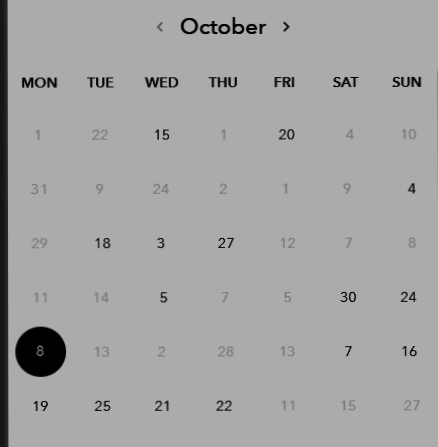 ‹ October ›
MON TUE WED THU FRI SAT SUN
1 22 15 1 20 4 10
31 9 24 2 1 9 4
29 18 3 27 12 7 8
11 14 5 7 5 30 24
8 13 2 28 13 7 16
19 25 21 22 11 15 27